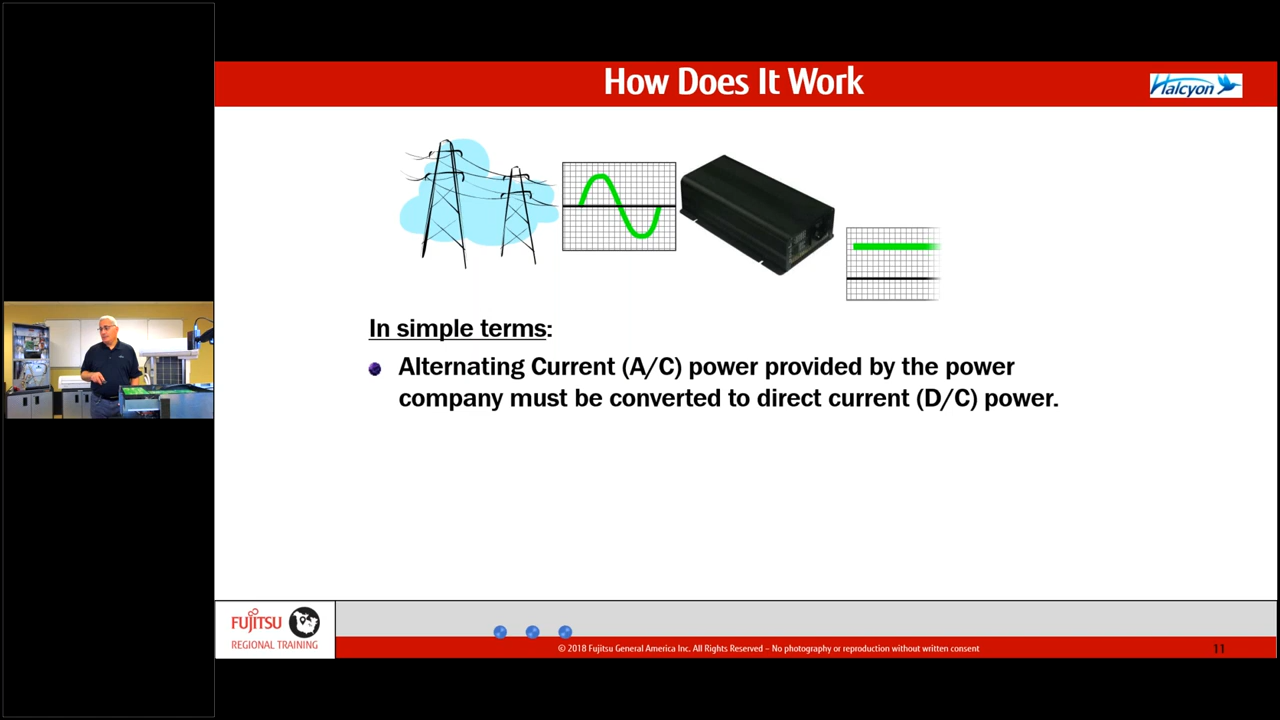 How Does It Work
Halcyon
In simple terms:
Alternating Current (A/C) power provided by the power
company must be converted to direct current (D/C) power.
FUJITSU
REGIONAL TRAINING
© 2018 Fujitsu General America Inc. All Rights Reserved – No photography or reproduction without written consent
11